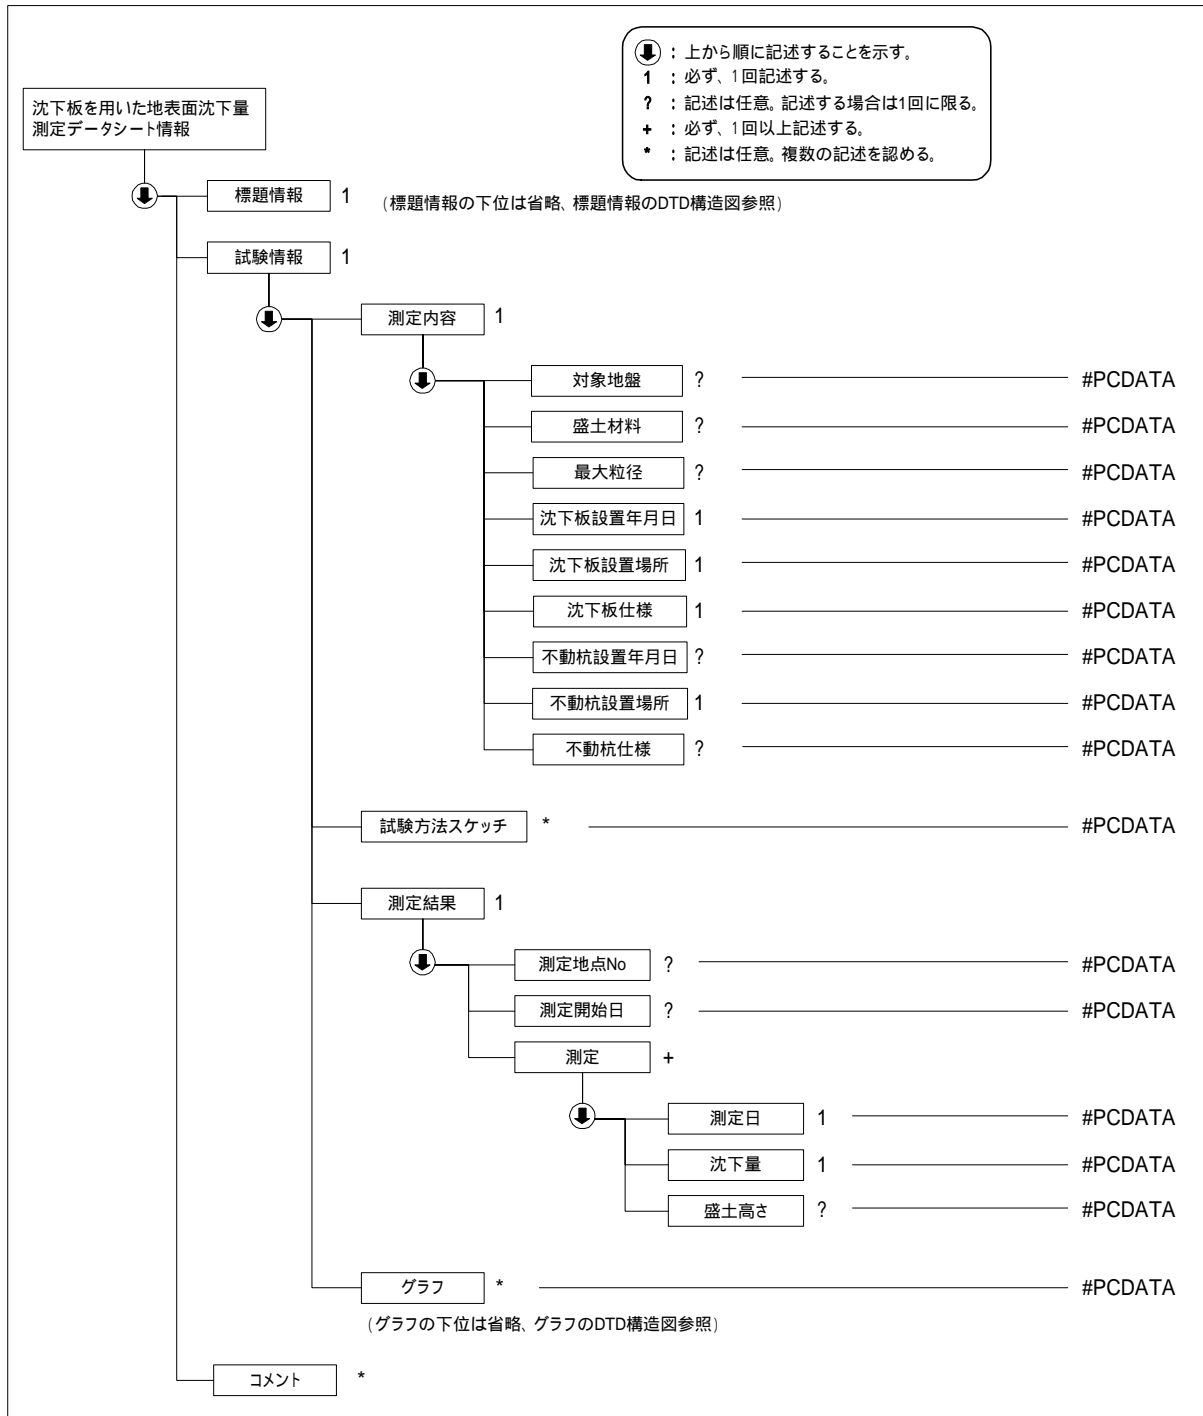 : 上から順に記述することを示す。
1 : 必ず、1回記述する。
? : 記述は任意。記述する場合は1回に限る。
+ : 必ず、1回以上記述する。
* : 記述は任意。複数の記述を認める。
沈下板を用いた地表面沈下量
測定データシート情報
標題情報 1 (標題情報の下位は省略、標題情報のDTD構造図参照)
試験情報 1
測定内容 1
対象地盤 ? #PCDATA
盛土材料 ? #PCDATA
最大粒径 ? #PCDATA
沈下板設置年月日 1 #PCDATA
沈下板設置場所 1 #PCDATA
沈下板仕様 1 #PCDATA
不動杭設置年月日 ? #PCDATA
不動杭設置場所 1 #PCDATA
不動杭仕様 ? #PCDATA
試験方法スケッチ * #PCDATA
測定結果 1
測定地点No ? #PCDATA
測定開始日 ? #PCDATA
測定 +
測定日 1 #PCDATA
沈下量 1 #PCDATA
盛土高さ ? #PCDATA
グラフ * #PCDATA
(グラフの下位は省略、グラフのDTD構造図参照)
コメント *